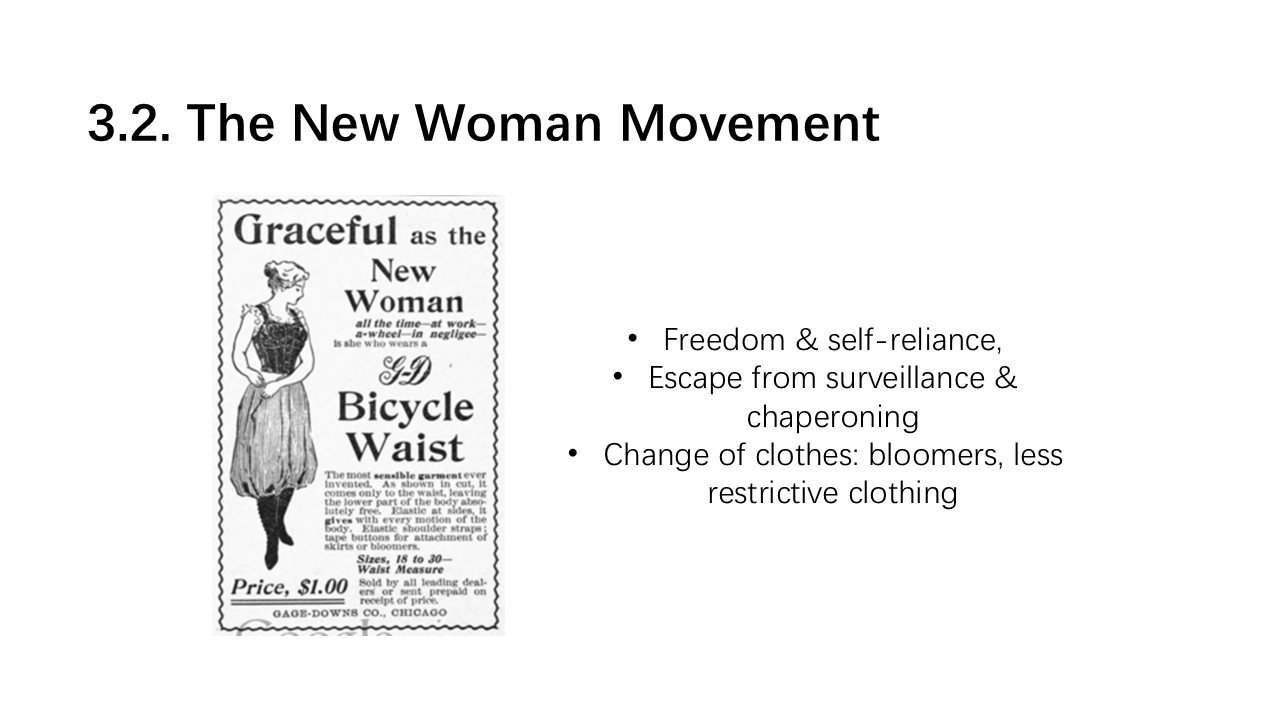 3.2. The New Woman Movement
Graceful as the
New
Woman
all the time—at work—
a-wheel—in negligee—
is she who wears a
G-D
Bicycle
Waist
The most sensible garment ever
invented. As shown in cut, it
comes only to the waist, leaving
the lower part of the body abso-
lutely free. Elastic at sides, it
gives with every motion of the
body. Elastic shoulder straps;
tape buttons for attachment of
skirts or bloomers.
Sizes, 18 to 30—
Waist Measure
Price, $1.00
Sold by all leading deal-
ers or sent prepaid on
receipt of price.
GAGE-DOWNS CO., CHICAGO
Google
• Freedom & self-reliance,
• Escape from surveillance &
chaperoning
• Change of clothes: bloomers, less
restrictive clothing